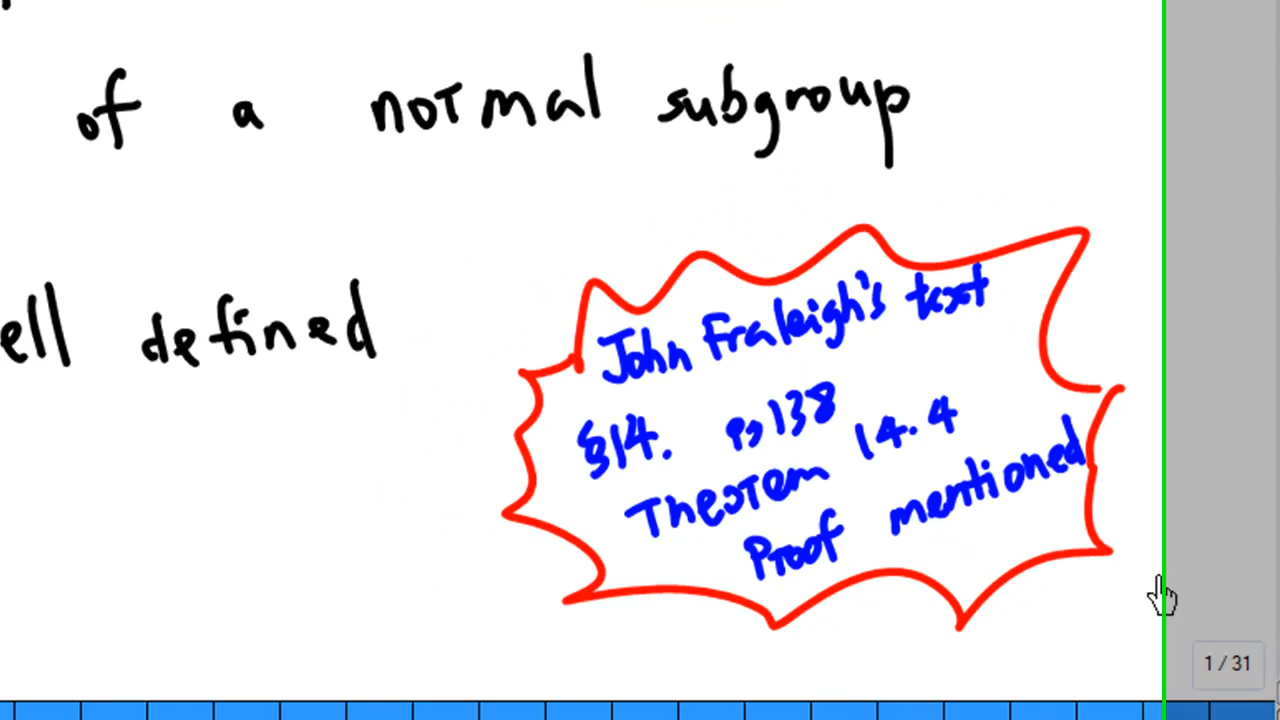 of a normal subgroup
ell defined
John Fraleigh's text
§14. pg 138
Theorem 14.4
Proof mentioned
1 / 31